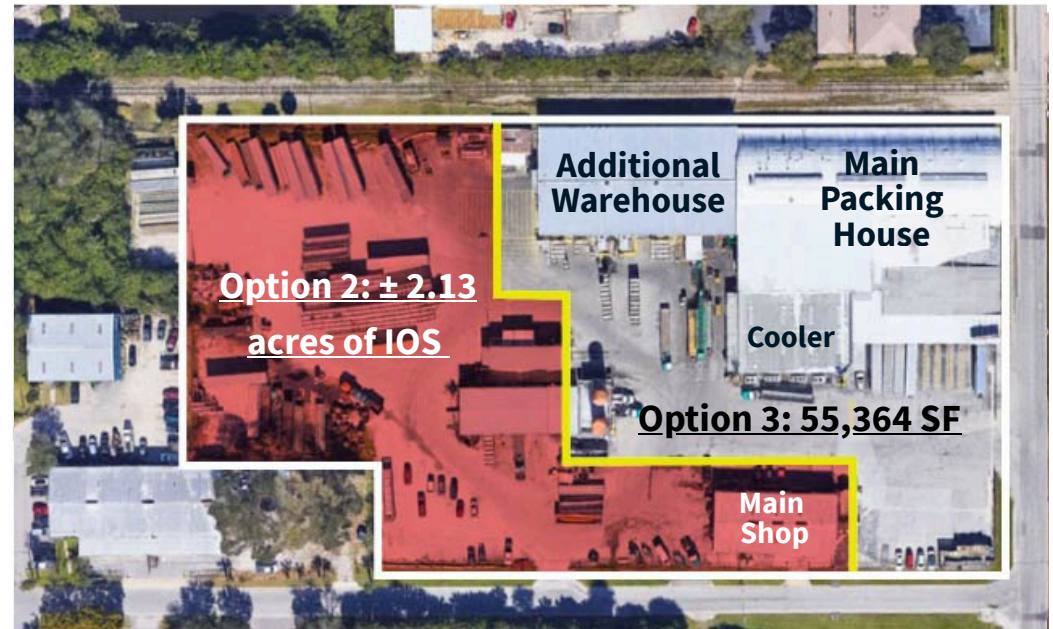 Additional
Warehouse
Main
Packing
House
Option 2: ± 2.13
acres of IOS
Cooler
Option 3: 55,364 SF
Main
Shop